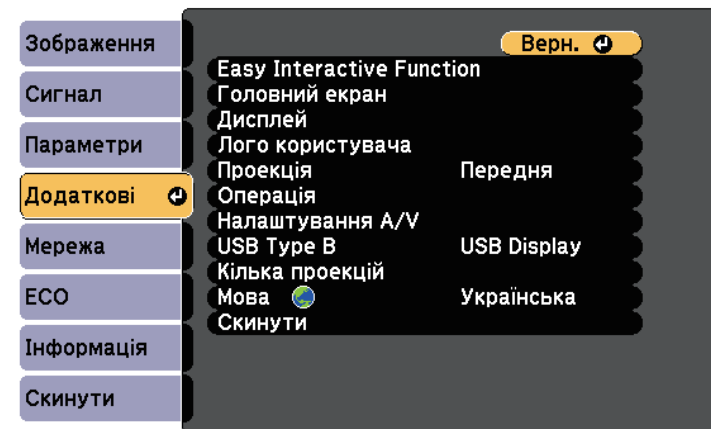 Зображення
Сигнал
Параметри
Додаткові
Мережа
ECO
Інформація
Скинути
Верн.
Easy Interactive Function
Головний екран
Дисплей
Лого користувача
Проекція Передня
Операція
Налаштування A/V
USB Type B USB Display
Кілька проекцій
Мова Українська
Скинути